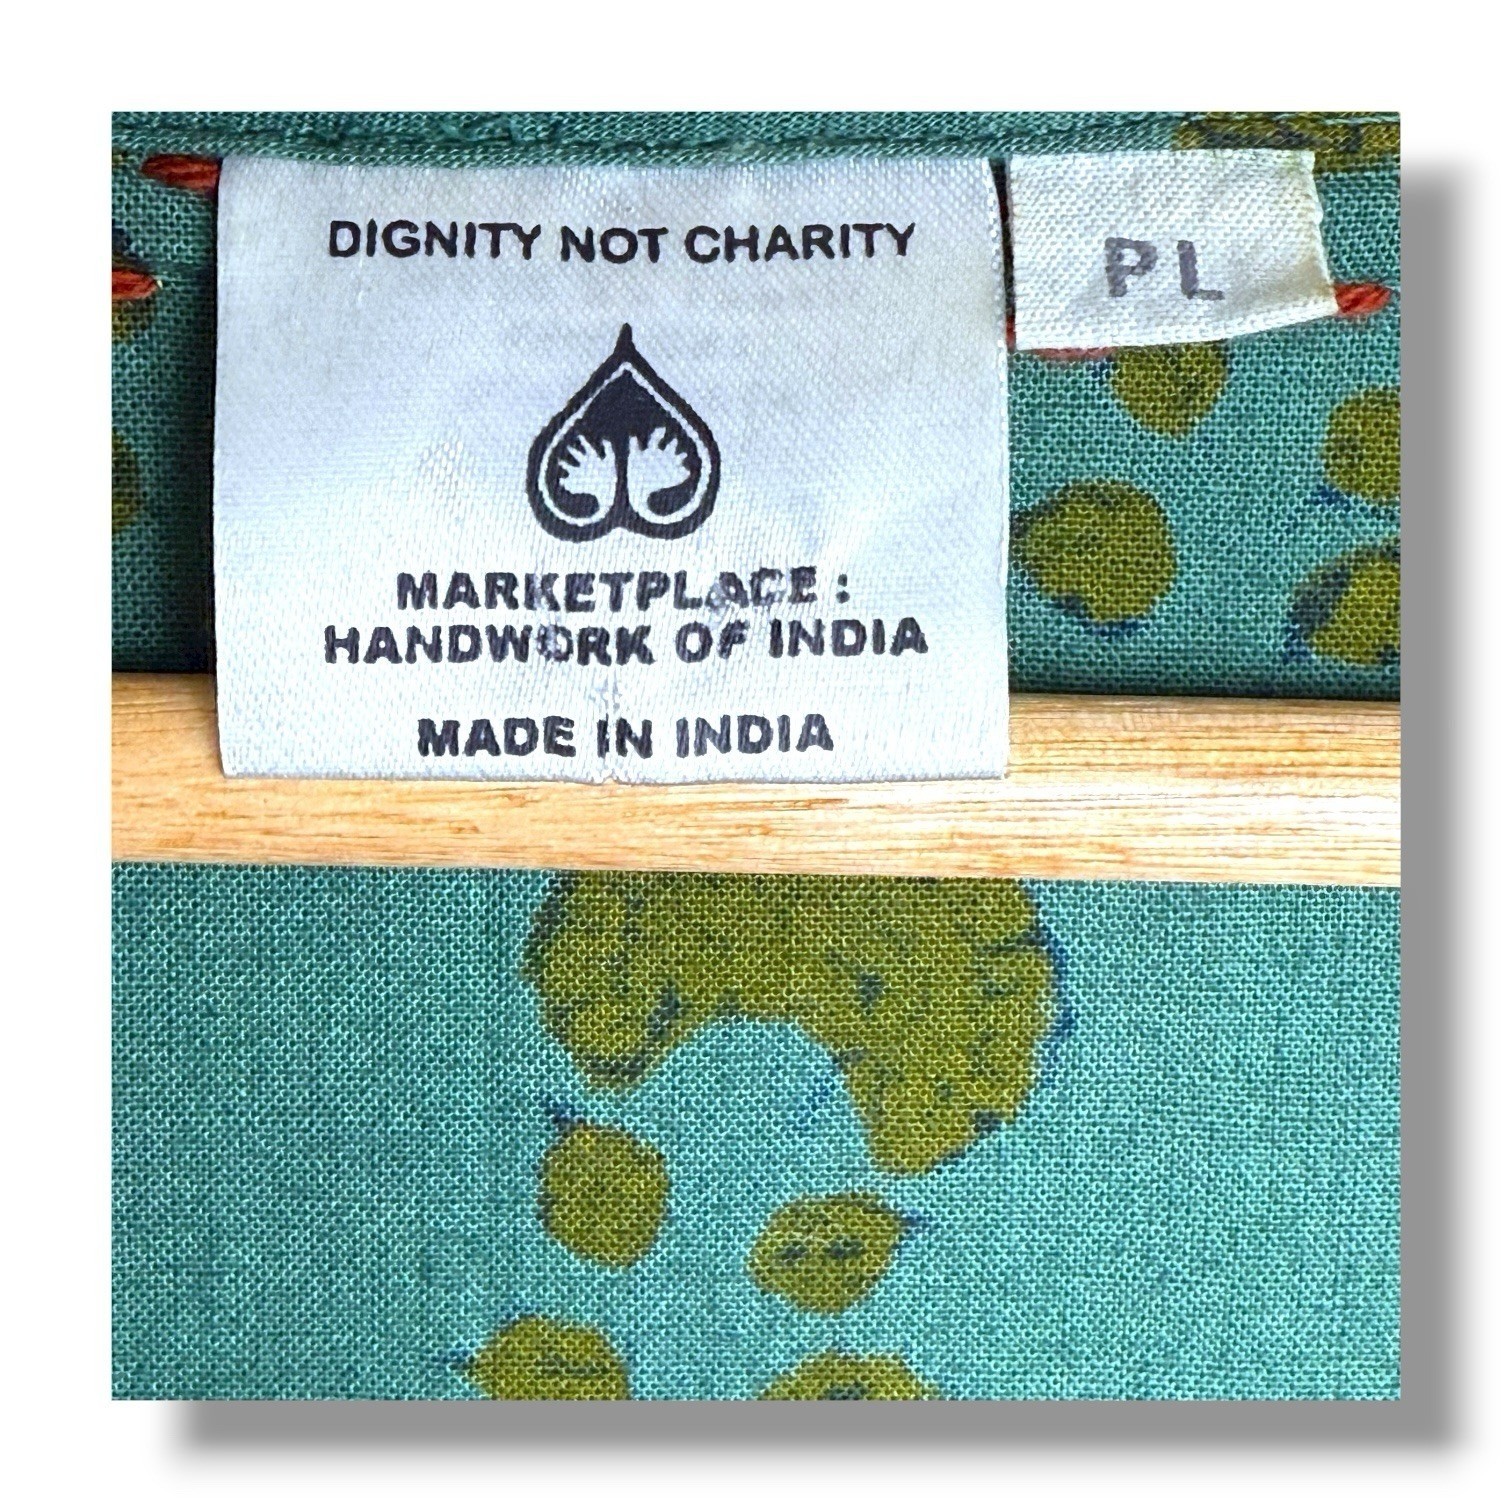 DIGNITY NOT CHARITY
PL
MARKETPLACE :
HANDWORK OF INDIA
MADE IN INDIA